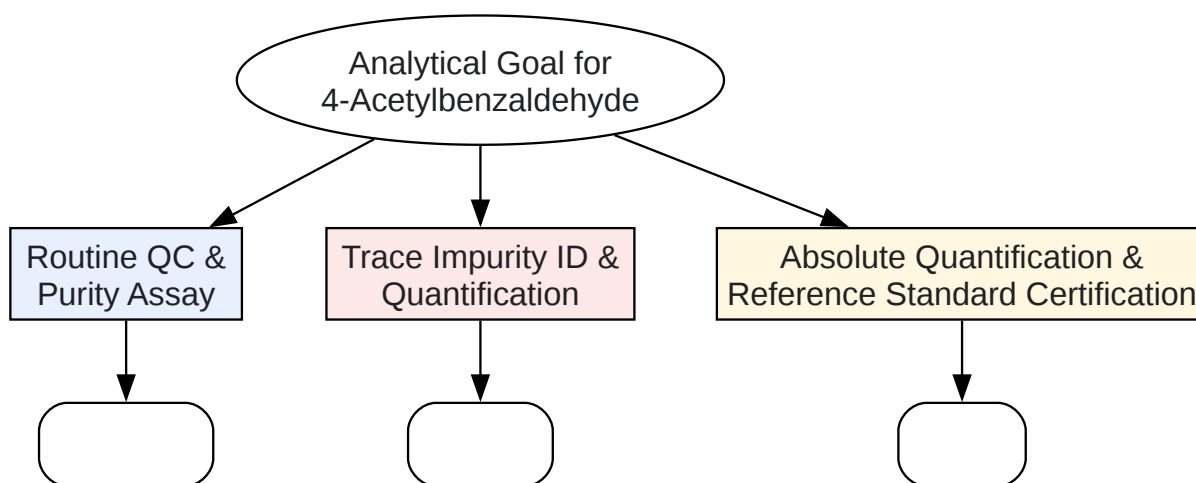 Analytical Goal for
4-Acetylbenzaldehyde
Routine QC &
Purity Assay
Trace Impurity ID &
Quantification
Absolute Quantification &
Reference Standard Certification